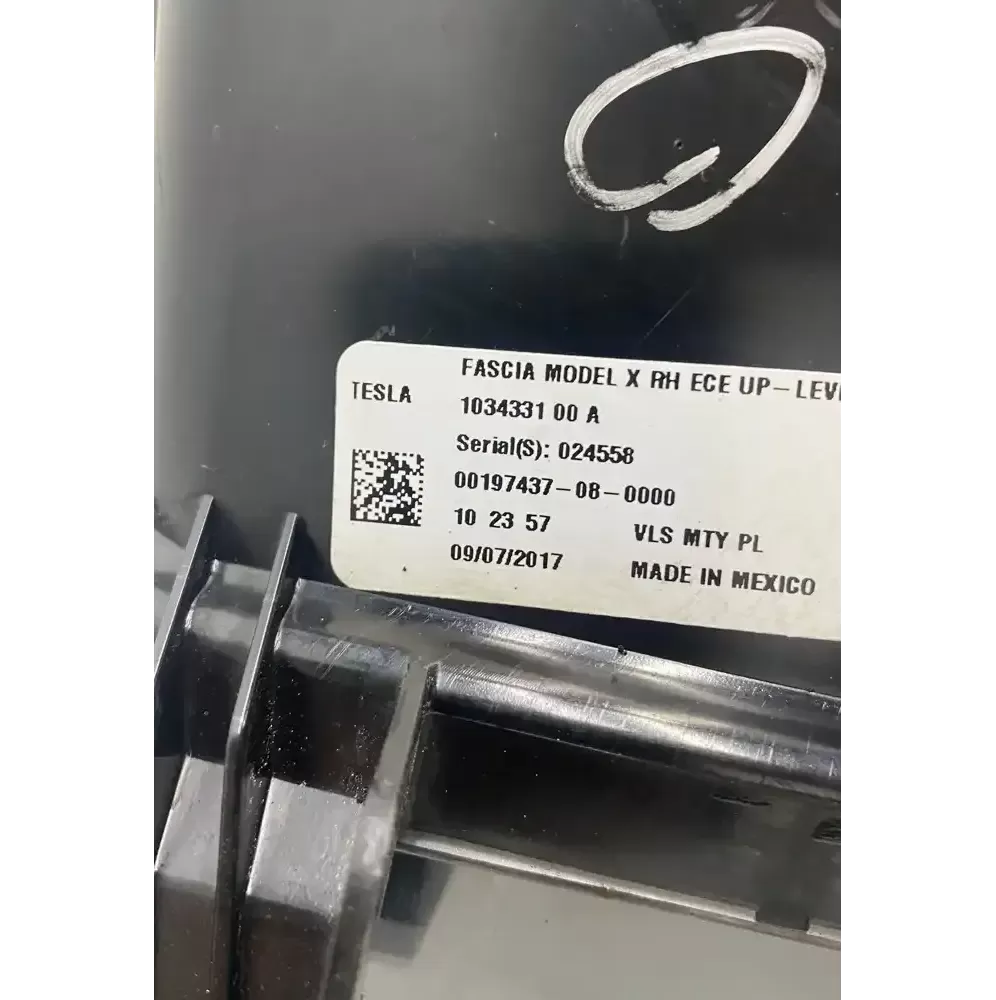 FASCIA MODEL X RH ECE UP-LEV
TESLA
1034331 00 A
Serial(S): 024558
00197437-08-0000
10 23 57
VLS MTY PL
09/07/2017
MADE IN MEXICO